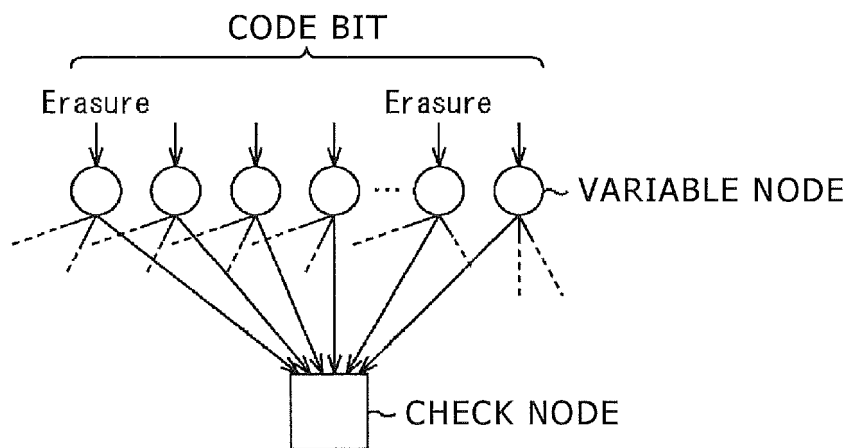 CODE BIT
Erasure Erasure
...
VARIABLE NODE
CHECK NODE